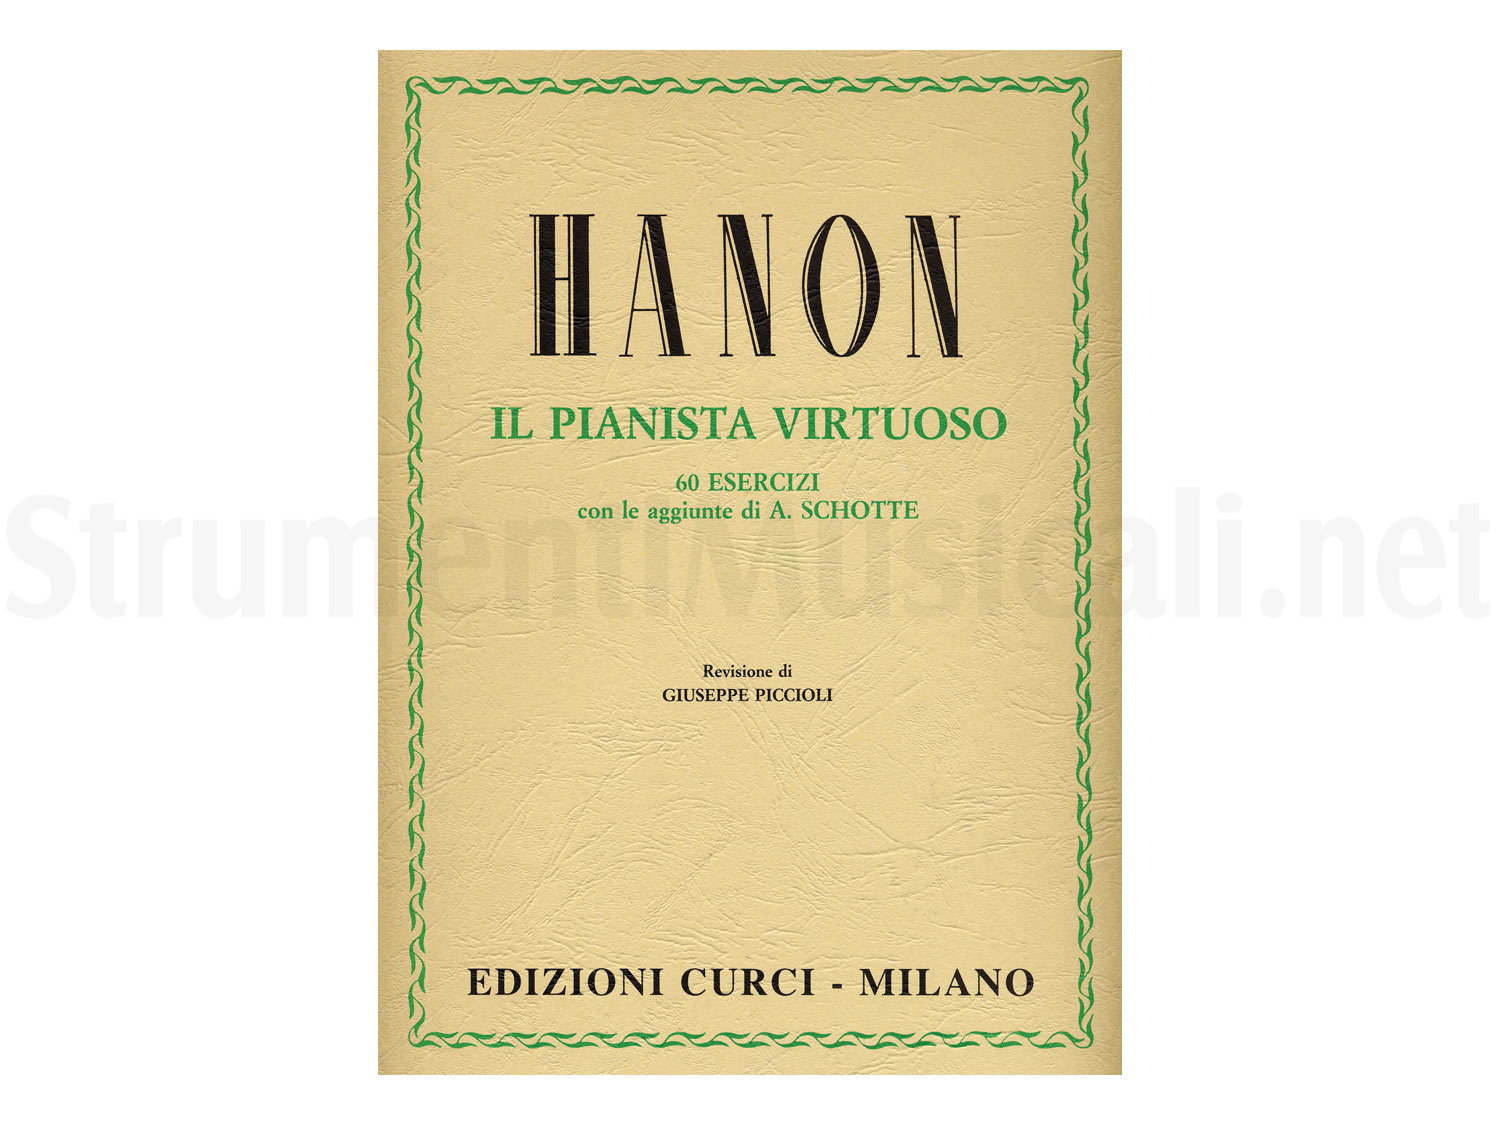 HANON
IL PIANISTA VIRTUOSO
60 ESERCIZI
con le aggiunte di A. SCHOTTE
StrumentiMusicali.net
Revisione di
GIUSEPPE PICCIOLI
EDIZIONI CURCI - MILANO